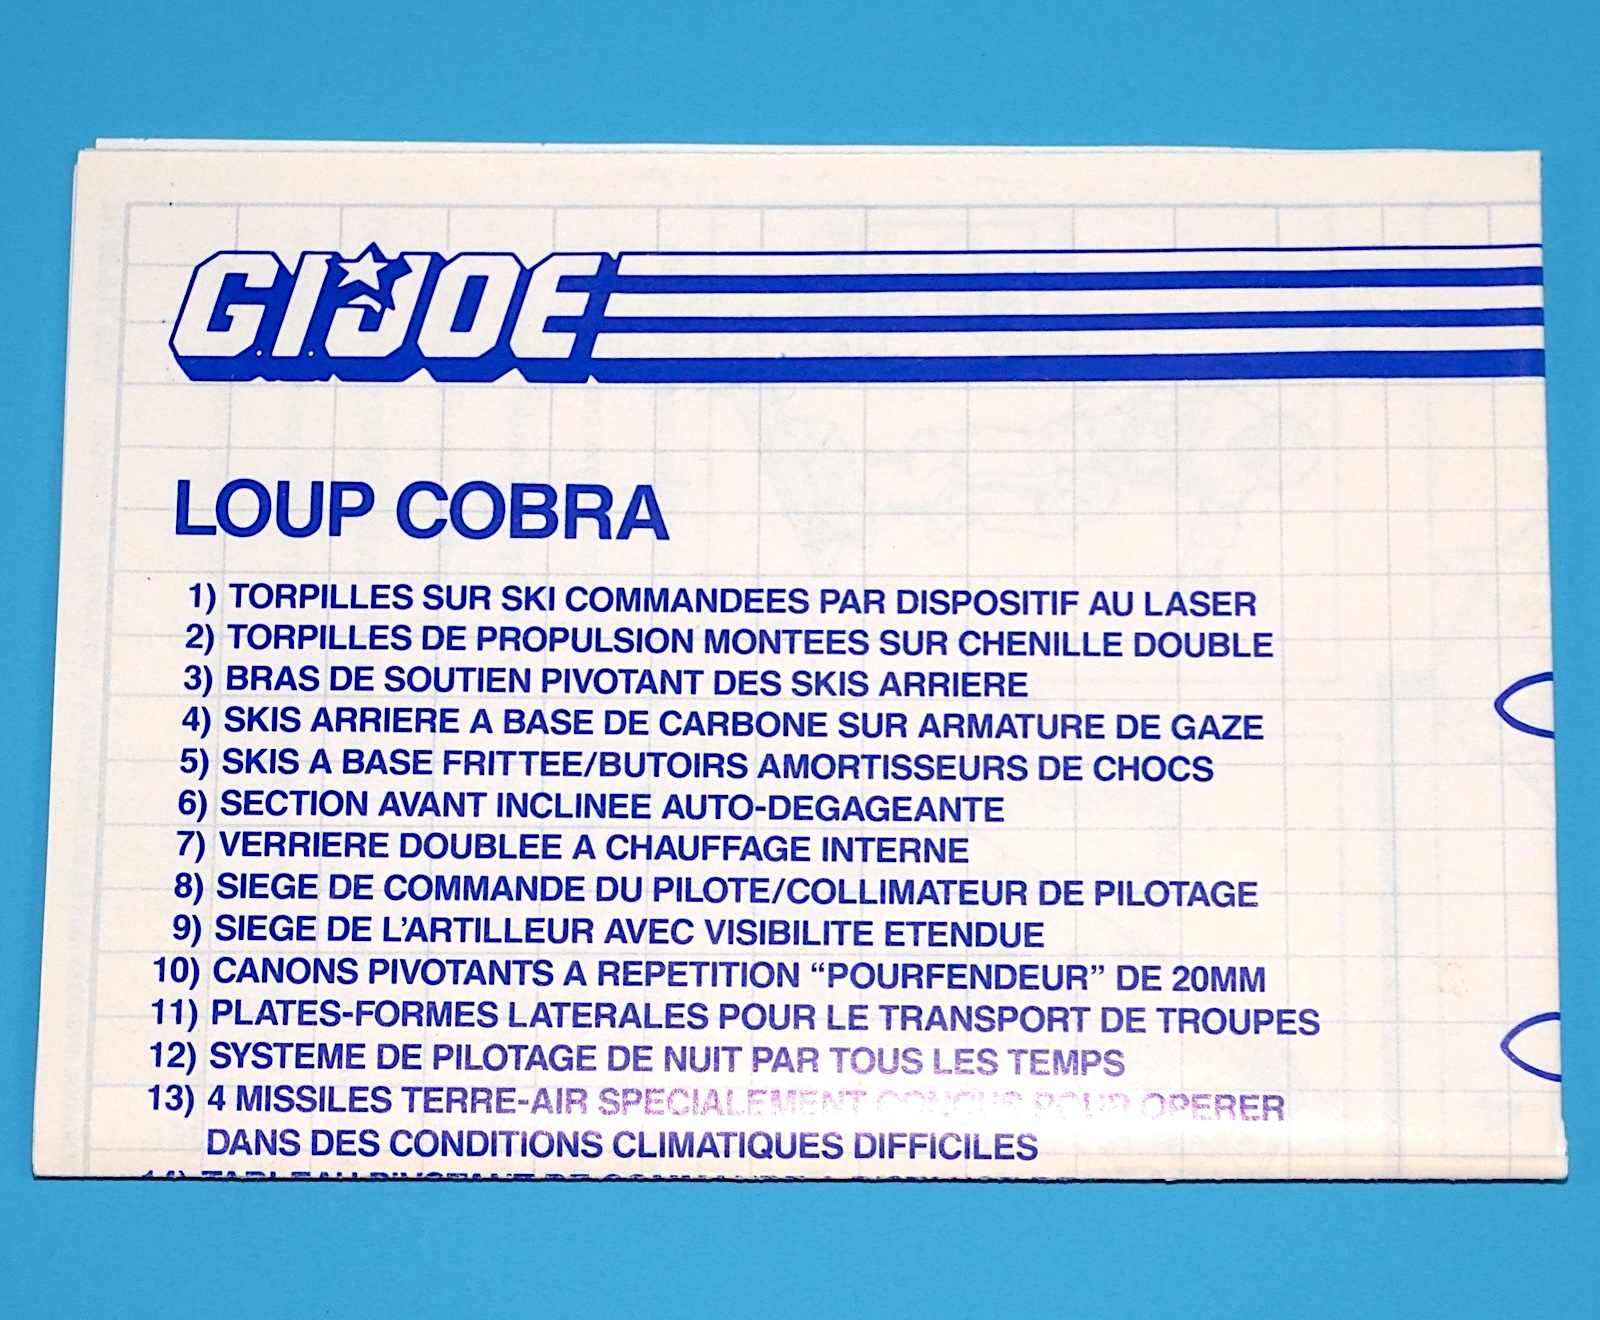 G.I. JOE
LOUP COBRA
1) TORPILLES SUR SKI COMMANDEES PAR DISPOSITIF AU LASER
2) TORPILLES DE PROPULSION MONTEES SUR CHENILLE DOUBLE
3) BRAS DE SOUTIEN PIVOTANT DES SKIS ARRIERE
4) SKIS ARRIERE A BASE DE CARBONE SUR ARMATURE DE GAZE
5) SKIS A BASE FRITTEE/BUTOIRS AMORTISSEURS DE CHOCS
6) SECTION AVANT INCLINEE AUTO-DEGAGEANTE
7) VERRIERE DOUBLEE A CHAUFFAGE INTERNE
8) SIEGE DE COMMANDE DU PILOTE/COLLIMATEUR DE PILOTAGE
9) SIEGE DE L'ARTILLEUR AVEC VISIBILITE ETENDUE
10) CANONS PIVOTANTS A REPETITION “POURFENDEUR” DE 20MM
11) PLATES-FORMES LATERALES POUR LE TRANSPORT DE TROUPES
12) SYSTEME DE PILOTAGE DE NUIT PAR TOUS LES TEMPS
13) 4 MISSILES TERRE-AIR SPECIALEMENT CONCUS POUR OPERER
DANS DES CONDITIONS CLIMATIQUES DIFFICILES
14) TABLEAU